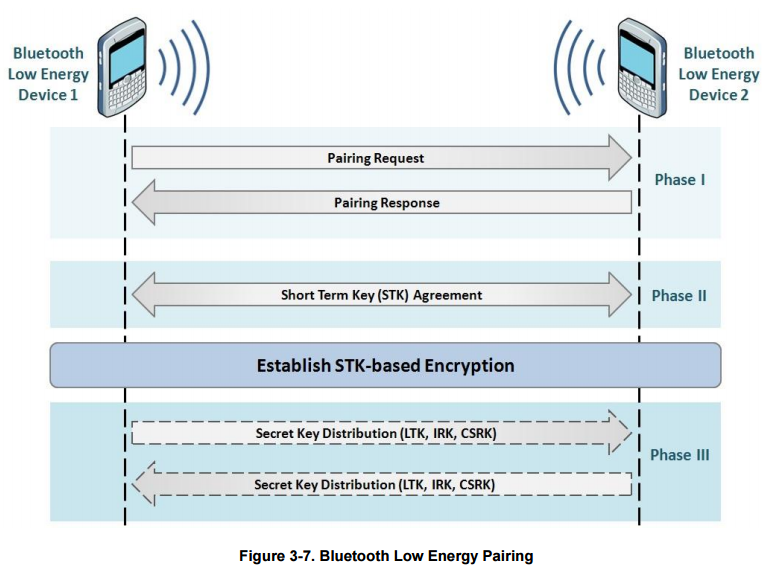 Bluetooth
Low Energy
Device 1
Bluetooth
Low Energy
Device 2
Pairing Request
Phase I
Pairing Response
Short Term Key (STK) Agreement
Phase II
Establish STK-based Encryption
Secret Key Distribution (LTK, IRK, CSRK)
Phase III
Secret Key Distribution (LTK, IRK, CSRK)
Figure 3-7. Bluetooth Low Energy Pairing